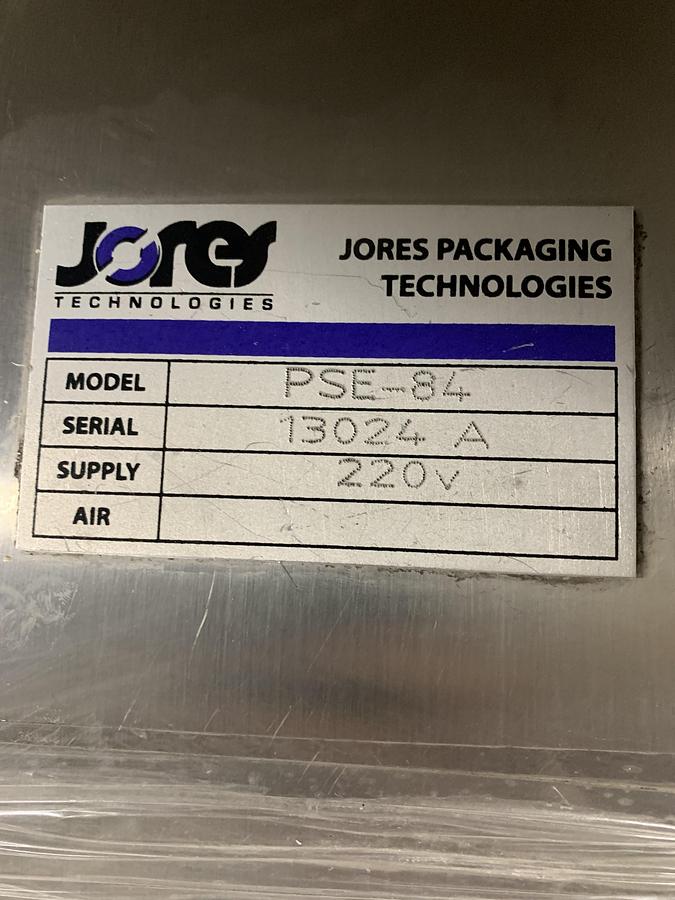 Jores
TECHNOLOGIES
JORES PACKAGING
TECHNOLOGIES
MODEL PSE-84
SERIAL 13024 A
SUPPLY 220v
AIR